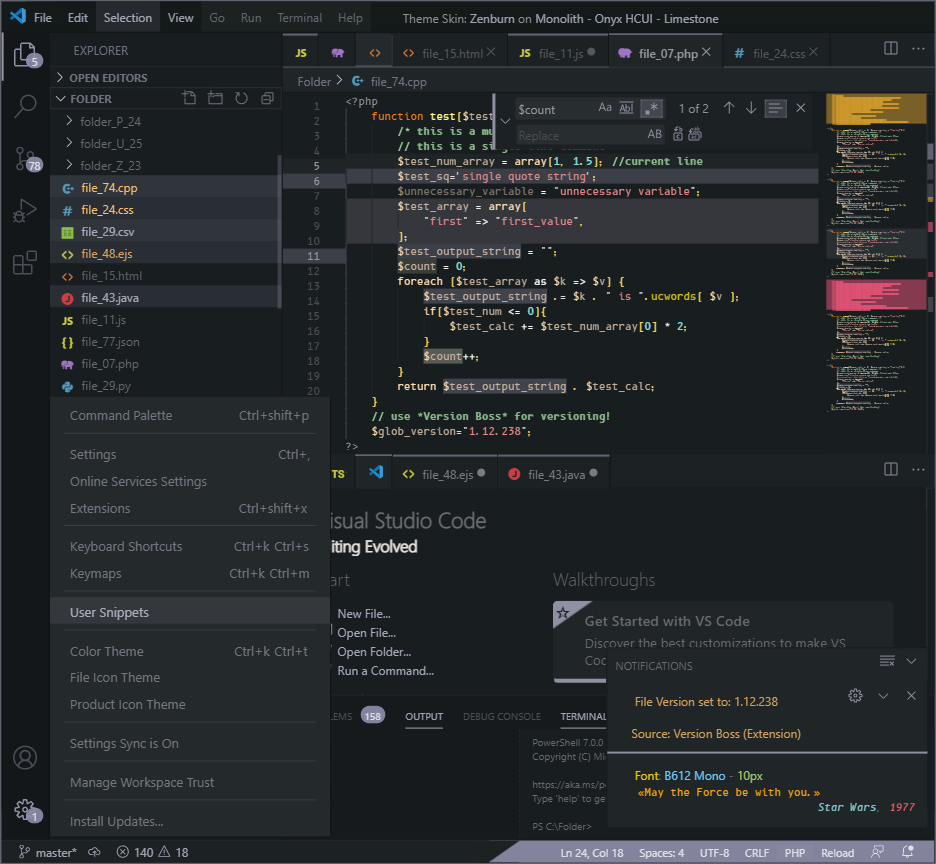 File Edit Selection View Go Run Terminal Help Theme Skin: Zenburn on Monolith - Onyx HCUI - Limestone
5
EXPLORER
OPEN EDITORS
FOLDER
folder_P_24
folder_U_25
folder_Z_23
file_74.cpp
file_24.css
file_29.csv
file_48.ejs
file_15.html
file_43.java
file_11.js
file_77.json
file_07.php
file_29.py
78
JS file_15.html JS file_11.js file_07.php # file_24.css
Folder > file_74.cpp
$count Aa Ab .* 1 of 2
Replace AB
1 <?php
2 function test[$test
3 /* this is a mu
4 // this is a
5 $test_num_array = array[1, 1.5]; //current line
6 $test_sq='single quote string';
7 $unnecessary_variable = "unnecessary variable";
8 $test_array = array[
9 "first" => "first_value",
10 ];
11 $test_output_string = "";
12 $count = 0;
13 foreach [$test_array as $k => $v] {
14 $test_output_string .= $k . " is ".ucwords[ $v ];
15 if[$test_num <= 0]{
16 $test_calc += $test_num_array[0] * 2;
17 }
18 $count++;
19 }
20 return $test_output_string . $test_calc;
}
// use *Version Boss* for versioning!
$glob_version="1.12.238";
?>
Command Palette Ctrl+shift+p
Settings Ctrl+,
Online Services Settings
Extensions Ctrl+shift+x
Keyboard Shortcuts Ctrl+k Ctrl+s
Keymaps Ctrl+k Ctrl+m
User Snippets
Color Theme Ctrl+k Ctrl+t
File Icon Theme
Product Icon Theme
Settings Sync is On
Manage Workspace Trust
Install Updates...
1
TS file_48.ejs file_43.java
isual Studio Code
iting Evolved
art
New File...
Open File...
Open Folder...
Run a Command...
Walkthroughs
Get Started with VS Code
Discover the best customizations to make VS
Coc
LEMS 158 OUTPUT DEBUG CONSOLE TERMINAL
PowerShell 7.0.0
Copyright (C) Mi
https://aka.ms/p
Type 'help' to ge
PS C:\Folder>
NOTIFICATIONS
File Version set to: 1.12.238
Source: Version Boss (Extension)
Font: B612 Mono - 10px
«May the Force be with you.»
Star Wars, 1977
master* 140 18 Ln 24, Col 18 Spaces: 4 UTF-8 CRLF PHP Reload